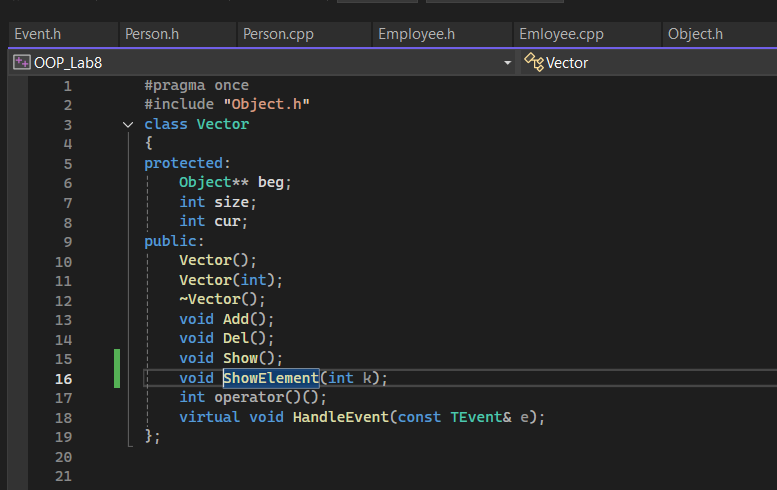 Event.h Person.h Person.cpp Employee.h Emloyee.cpp Object.h
OOP_Lab8 Vector
1 #pragma once
2 #include "Object.h"
3 class Vector
4 {
5 protected:
6 Object** beg;
7 int size;
8 int cur;
9 public:
10 Vector();
11 Vector(int);
12 ~Vector();
13 void Add();
14 void Del();
15 void Show();
16 void ShowElement(int k);
17 int operator()();
18 virtual void HandleEvent(const TEvent& e);
19 };
20
21